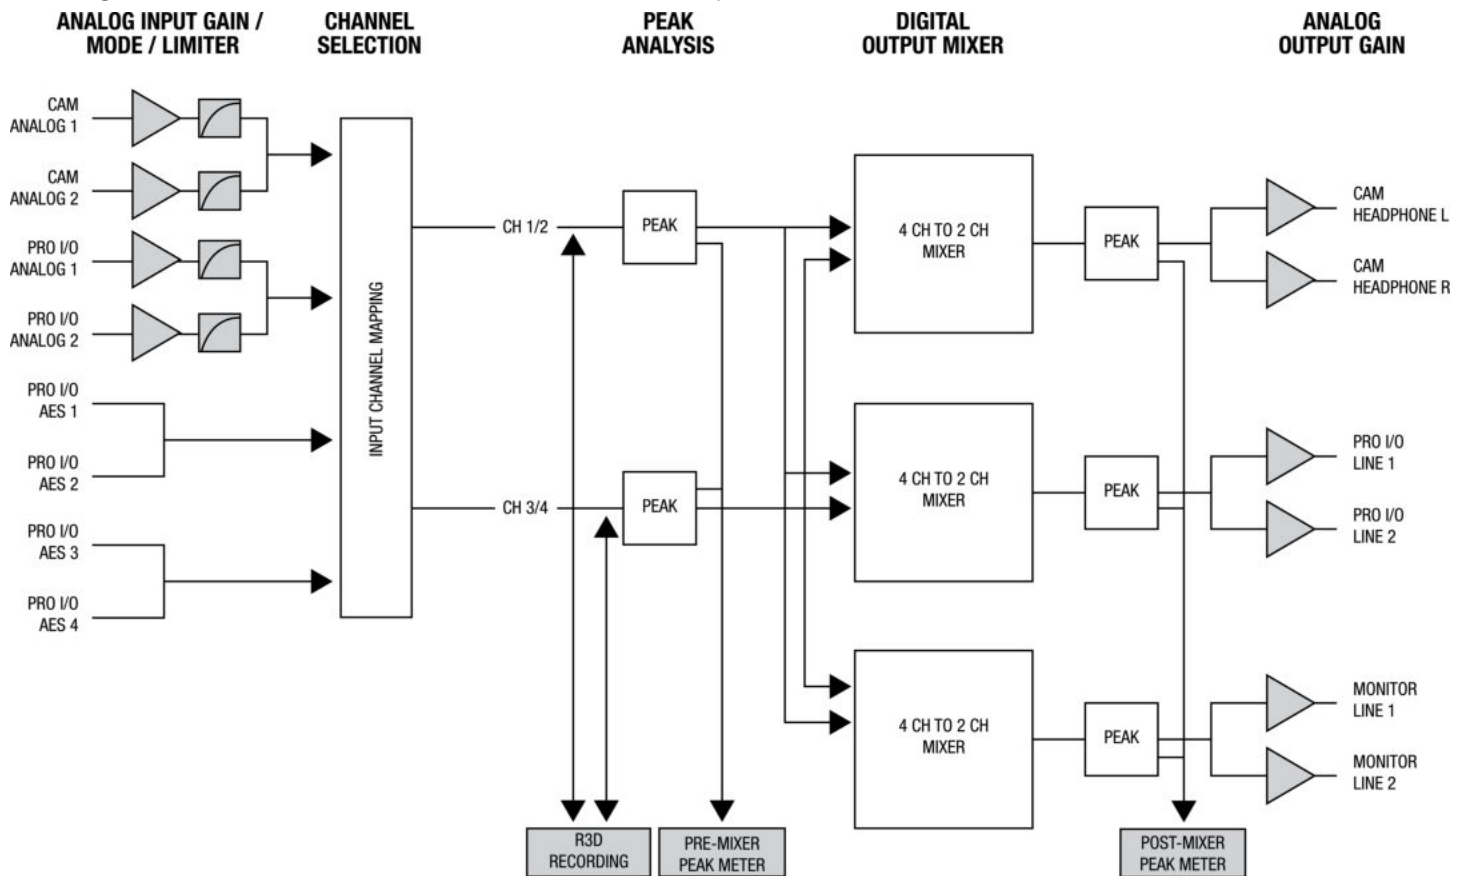 ANALOG INPUT GAIN /
MODE / LIMITER
CHANNEL
SELECTION
PEAK
ANALYSIS
DIGITAL
OUTPUT MIXER
ANALOG
OUTPUT GAIN
CAM
ANALOG 1
CAM
ANALOG 2
PRO I/O
ANALOG 1
PRO I/O
ANALOG 2
PRO I/O
AES 1
PRO I/O
AES 2
PRO I/O
AES 3
PRO I/O
AES 4
INPUT CHANNEL MAPPING
CH 1/2
CH 3/4
PEAK
PEAK
4 CH TO 2 CH
MIXER
4 CH TO 2 CH
MIXER
4 CH TO 2 CH
MIXER
PEAK
PEAK
PEAK
CAM
HEADPHONE L
CAM
HEADPHONE R
PRO I/O
LINE 1
PRO I/O
LINE 2
MONITOR
LINE 1
MONITOR
LINE 2
R3D
RECORDING
PRE-MIXER
PEAK METER
POST-MIXER
PEAK METER